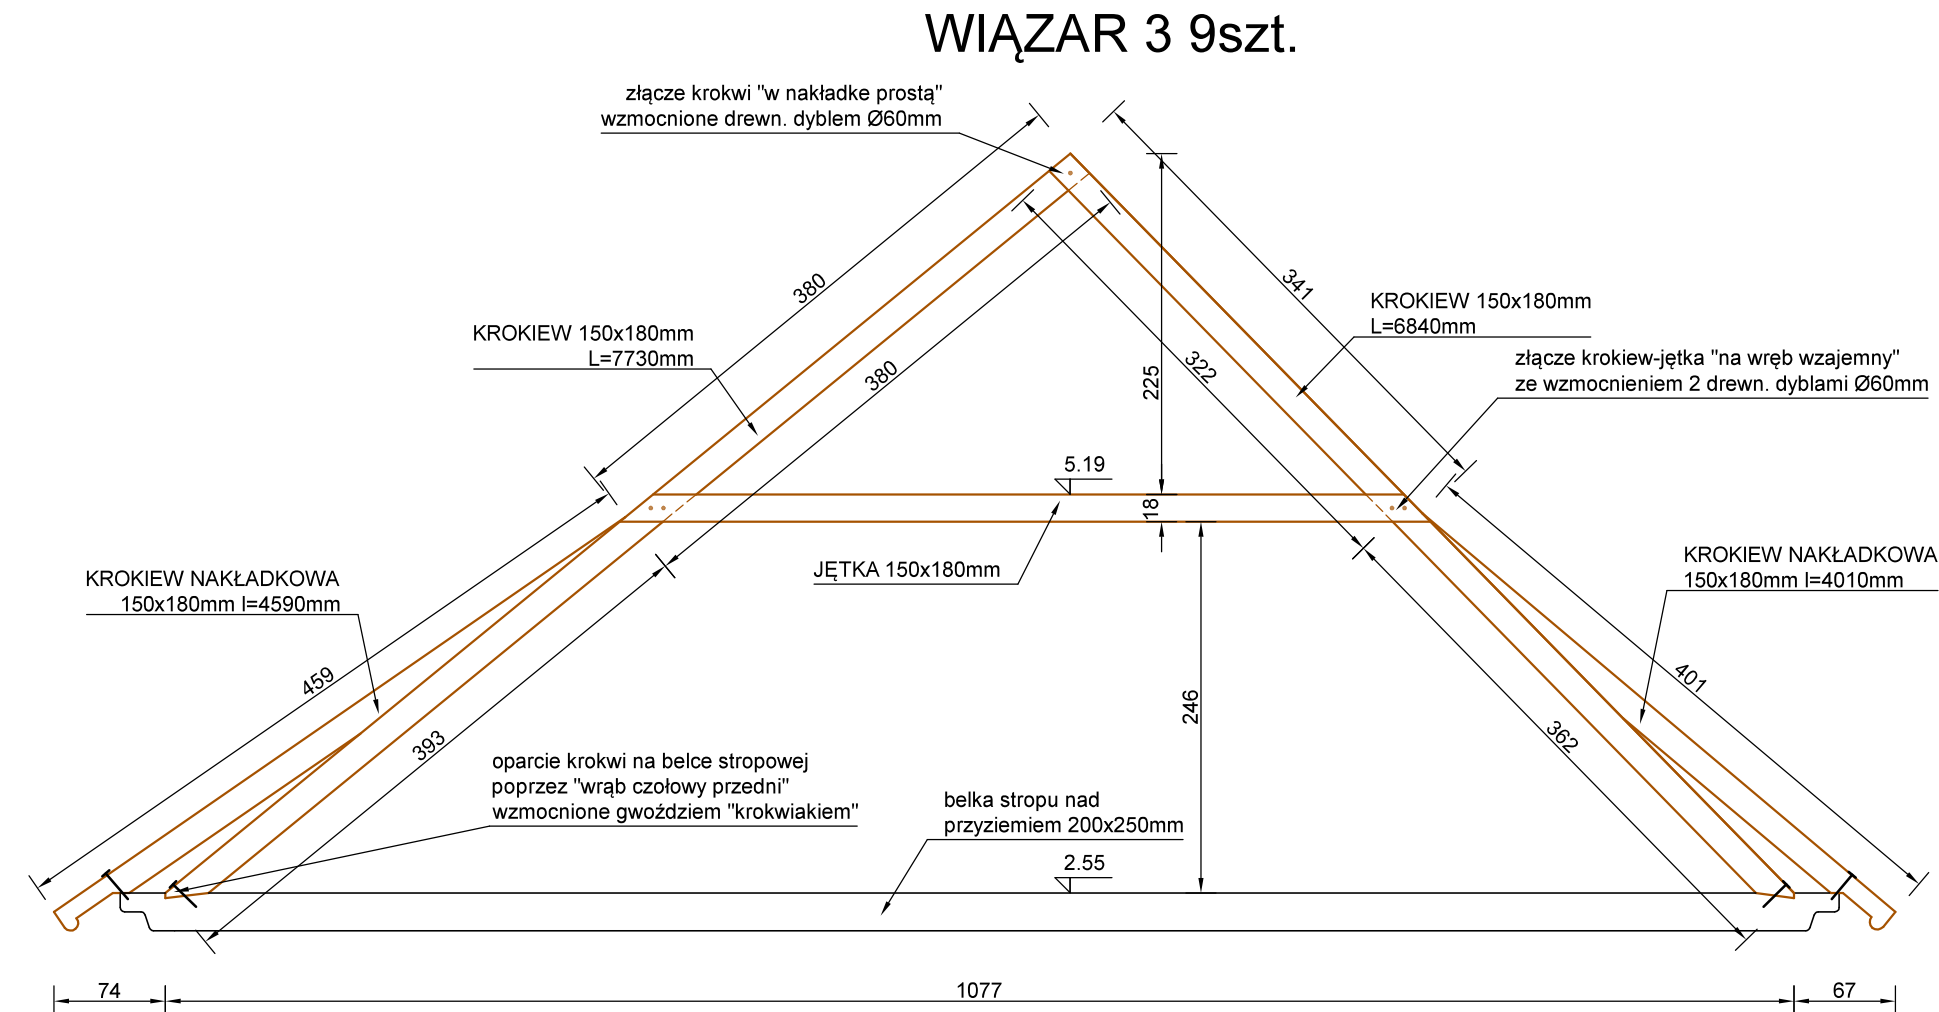 WIĄZAR 3 9szt.
złącze krokwi "w nakładke prostą"
wzmocnione drewn. dyblem Ø60mm
380
341
KROKIEW 150x180mm
L=6840mm
KROKIEW 150x180mm
L=7730mm
380
322
225
złącze krokiew-jętka "na wręb wzajemny"
ze wzmocnieniem 2 drewn. dyblami Ø60mm
5.19
18
JĘTKA 150x180mm
KROKIEW NAKŁADKOWA
150x180mm l=4590mm
KROKIEW NAKŁADKOWA
150x180mm l=4010mm
459
401
246
393
362
oparcie krokwi na belce stropowej
poprzez "wrąb czołowy przedni"
wzmocnione gwoździem "krokwiakiem"
belka stropu nad
przyziemiem 200x250mm
2.55
74
1077
67